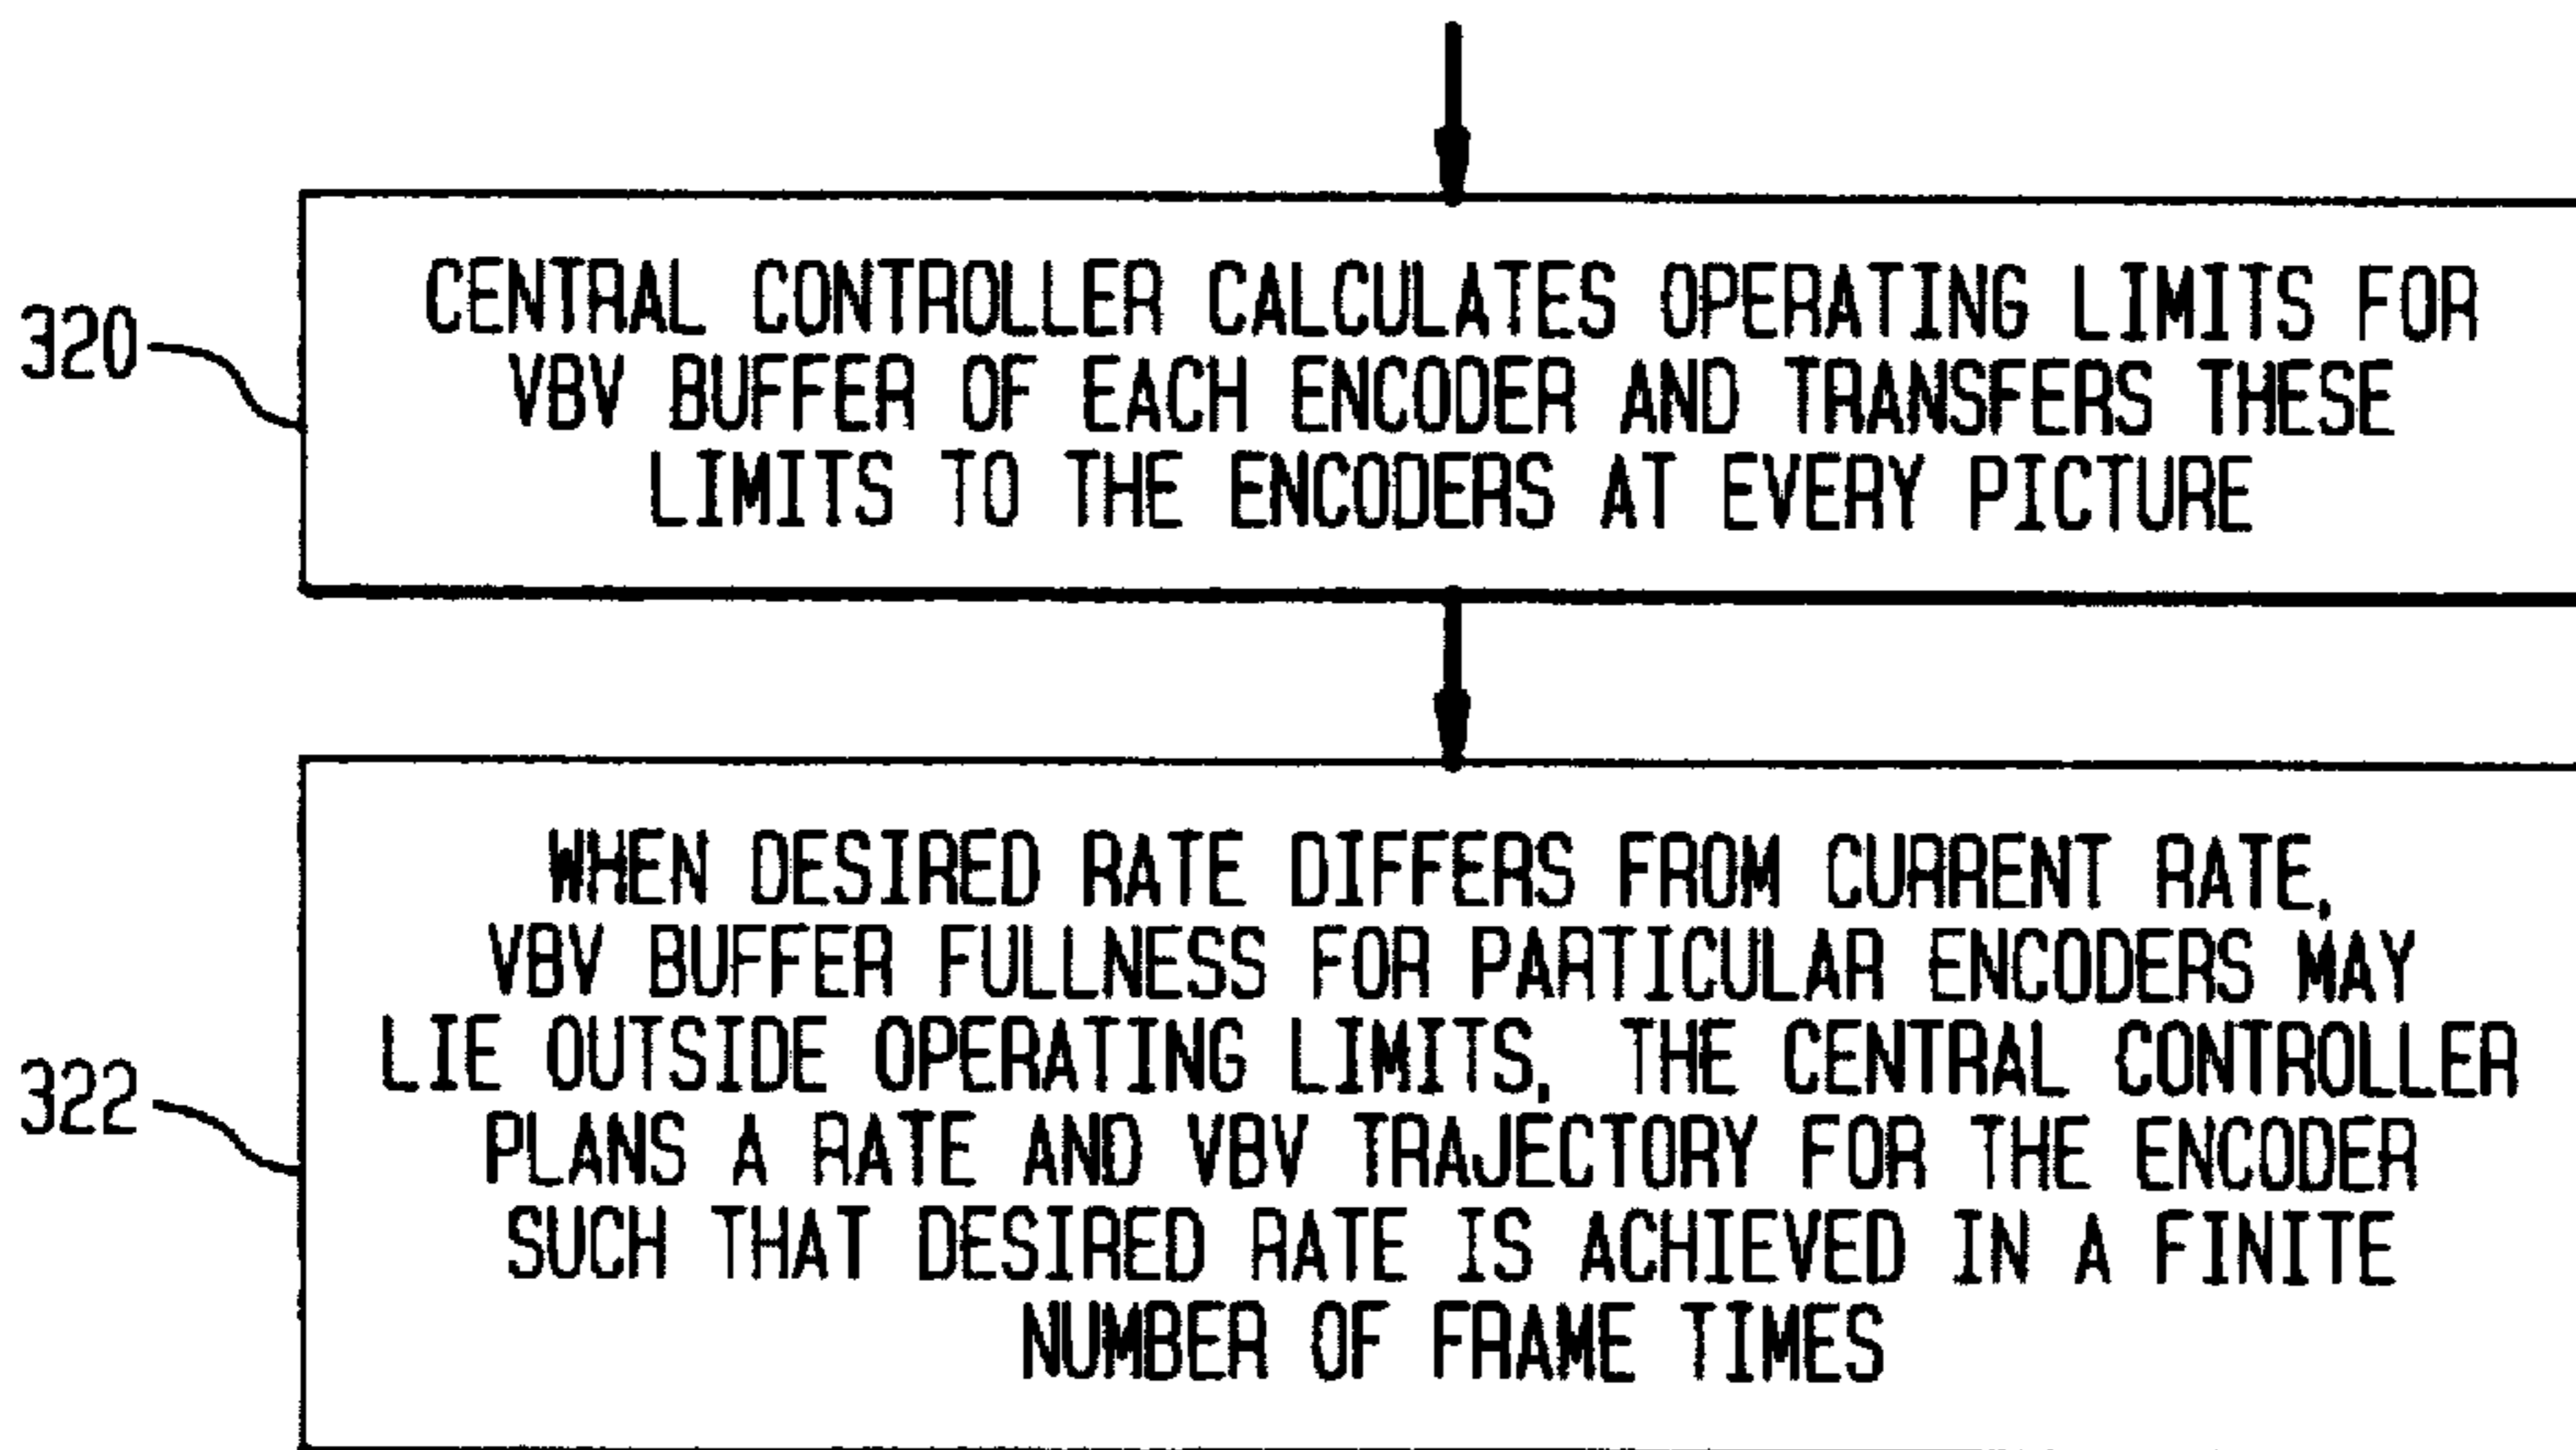 320
CENTRAL CONTROLLER CALCULATES OPERATING LIMITS FOR
VBV BUFFER OF EACH ENCODER AND TRANSFERS THESE
LIMITS TO THE ENCODERS AT EVERY PICTURE
322
WHEN DESIRED RATE DIFFERS FROM CURRENT RATE,
VBV BUFFER FULLNESS FOR PARTICULAR ENCODERS MAY
LIE OUTSIDE OPERATING LIMITS, THE CENTRAL CONTROLLER
PLANS A RATE AND VBV TRAJECTORY FOR THE ENCODER
SUCH THAT DESIRED RATE IS ACHIEVED IN A FINITE
NUMBER OF FRAME TIMES